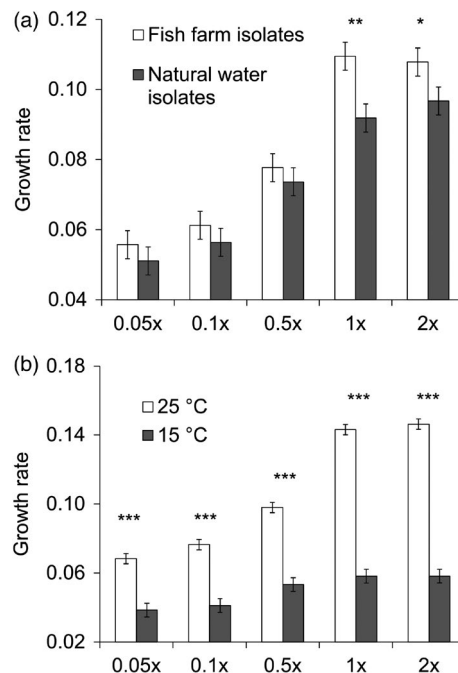 (a)
0.12
0.10
0.08
0.06
0.04
Growth rate
Fish farm isolates
Natural water
isolates
**
*
0.05x 0.1x 0.5x 1x 2x
(b)
0.18
0.14
0.10
0.06
0.02
Growth rate
25 °C
15 °C
*** *** *** *** ***
0.05x 0.1x 0.5x 1x 2x